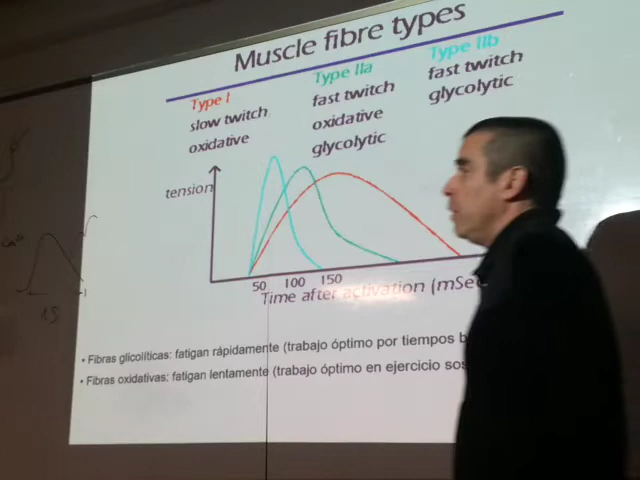 Muscle fibre types
Type I
slow twitch
oxidative
Type IIa
fast twitch
oxidative
glycolytic
Type IIb
fast twitch
glycolytic
tension
50 100 150
Time after activation (mSec
• Fibras glicolíticas: fatigan rápidamente (trabajo óptimo por tiempos b
• Fibras oxidativas: fatigan lentamente (trabajo óptimo en ejercicio sos